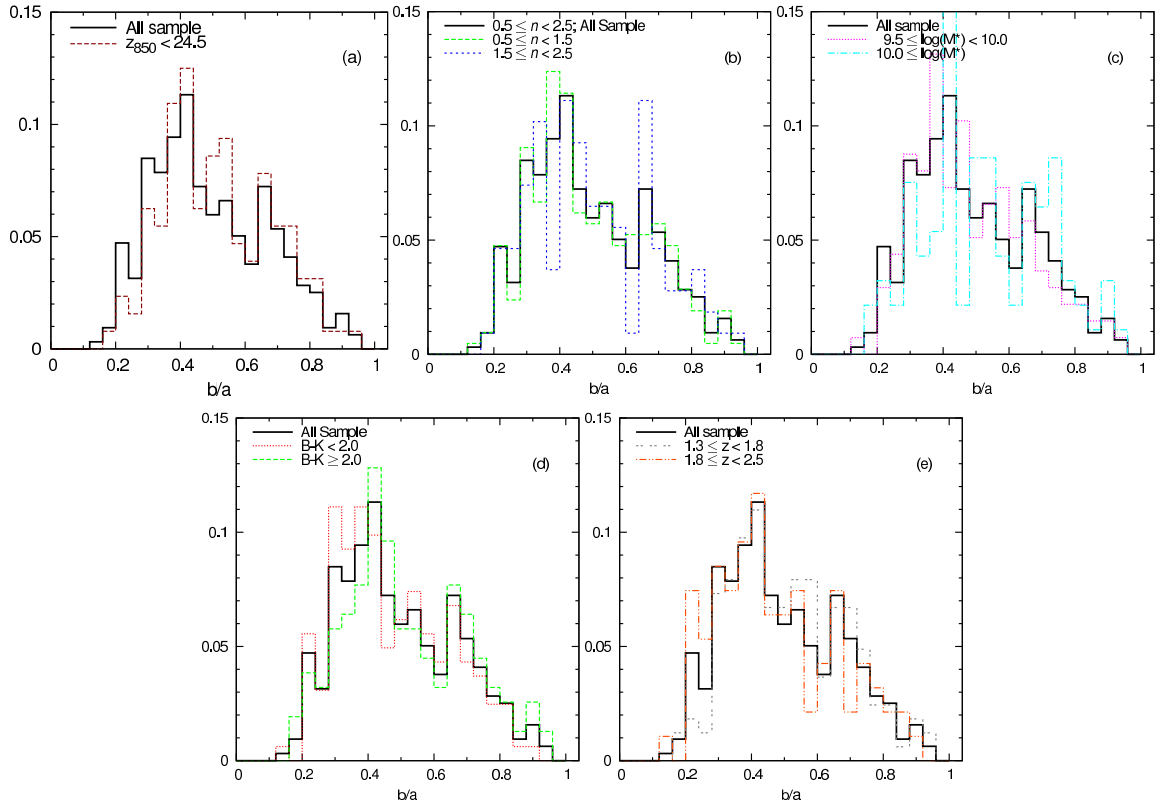 0.15
0.1
0.05
0
0 0.2 0.4 0.6 0.8 1
b/a
All sample
z850 < 24.5
(a)
0.15
0.1
0.05
0
0 0.2 0.4 0.6 0.8 1
b/a
0.5 ≤ n < 2.5; All Sample
0.5 ≤ n < 1.5
1.5 ≤ n < 2.5
(b)
0.15
0.1
0.05
0
0 0.2 0.4 0.6 0.8 1
b/a
All sample
9.5 ≤ log(M*) < 10.0
10.0 ≤ log(M*)
(c)
0.15
0.1
0.05
0
0 0.2 0.4 0.6 0.8 1
b/a
All Sample
B-K < 2.0
B-K ≥ 2.0
(d)
0.15
0.1
0.05
0
0 0.2 0.4 0.6 0.8 1
b/a
All sample
1.3 ≤ z < 1.8
1.8 ≤ z < 2.5
(e)